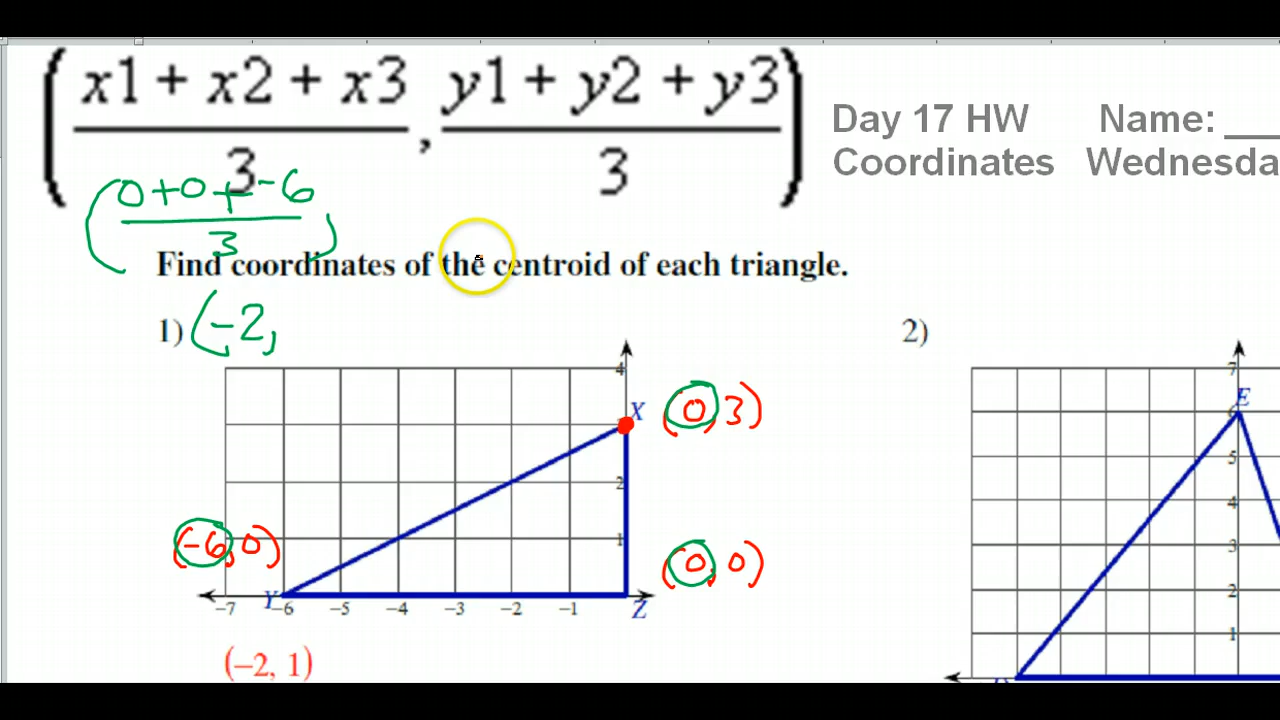 x1 + x2 + x3 , y1 + y2 + y3
3 3
Day 17 HW Name: ___
Coordinates Wednesda
(0+0+-6)
3
Find coordinates of the centroid of each triangle.
1) (-2,
2)
4
X (0,3)
2
1
(-6,0)
(0,0)
Y
-7 -6 -5 -4 -3 -2 -1
Z
(-2, 1)
7
E
6
5
4
3
2
1